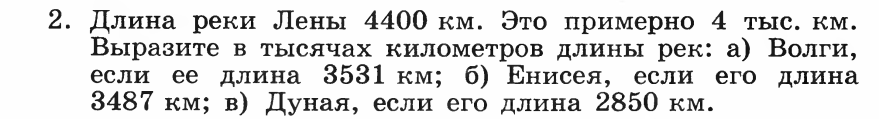 2. Длина реки Лены 4400 км. Это примерно 4 тыс. км.
Выразите в тысячах километров длины рек: а) Волги,
если ее длина 3531 км; б) Енисея, если его длина
3487 км; в) Дуная, если его длина 2850 км.